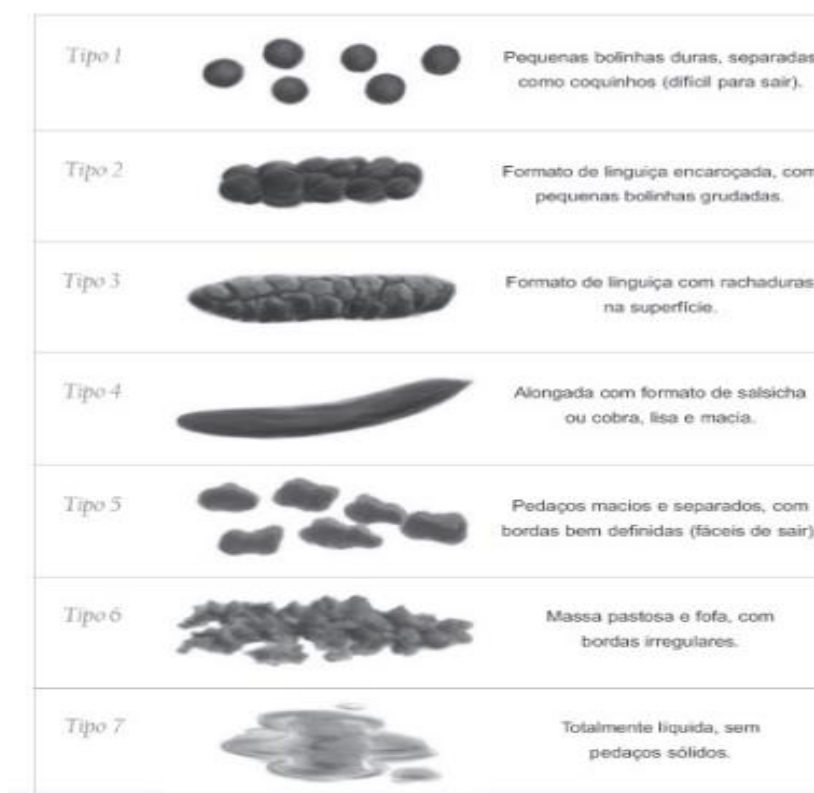 Tipo 1
Pequenas bolinhas duras, separadas
como coquinhos (difícil para sair).
Tipo 2
Formato de linguiça encaroçada, com
pequenas bolinhas grudadas.
Tipo 3
Formato de linguiça com rachaduras
na superfície.
Tipo 4
Alongada com formato de salsicha
ou cobra, lisa e macia.
Tipo 5
Pedaços macios e separados, com
bordas bem definidas (fáceis de sair)
Tipo 6
Massa pastosa e fofa, com
bordas irregulares.
Tipo 7
Totalmente líquida, sem
pedaços sólidos.